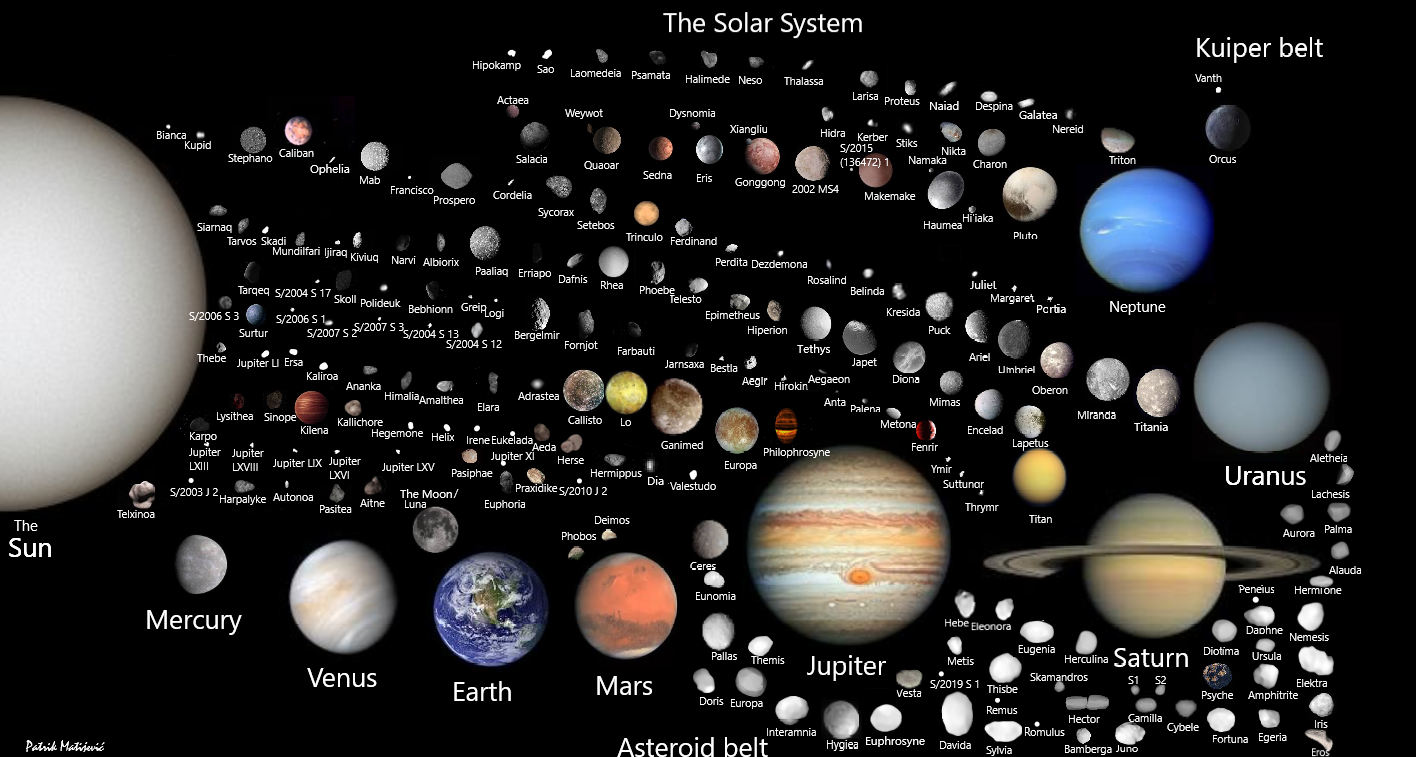 The Solar System
Kuiper belt
Hipokamp
Sao
Laomedeia
Psamata
Halimede
Neso
Thalassa
Larisa
Proteus
Naiad
Despina
Galatea
Nereid
Vanth
Orcus
Triton
Actaea
Weywot
Dysnomia
Xiangliu
Hidra
Kerber
Stiks
S/2015
(136472) 1
Namaka
Nikta
Charon
Bianca
Kupid
Stephano
Caliban
Ophelia
Mab
Francisco
Prospero
Cordelia
Salacia
Quaoar
Sedna
Eris
Gonggong
2002 MS4
Makemake
Haumea
Hi'iaka
Pluto
Sycorax
Setebos
Trinculo
Ferdinand
Neptune
Siarnaq
Tarvos
Skadi
Mundilfari
Ijiraq
Kiviuq
Narvi
Albiorix
Paaliaq
Erriapo
Dafnis
Rhea
Phoebe
Telesto
Perdita
Dezdemona
Rosalind
Belinda
Kresida
Puck
Juliet
Margaret
Portia
Tarqeq
S/2004 S 17
Skoll
Polideuk
Bebhionn
Greip
Logi
Bergelmir
Fornjot
Farbauti
Epimetheus
Hiperion
Tethys
Japet
Diona
Ariel
Umbriel
Oberon
Miranda
Titania
Uranus
S/2006 S 3
Surtur
S/2006 S 1
S/2007 S 2
S/2007 S 3
S/2004 S 13
S/2004 S 12
Thebe
Jupiter LI
Ersa
Kaliroa
Ananka
Himalia
Amalthea
Elara
Adrastea
Callisto
Lo
Ganimed
Jarnsaxa
Bestla
Aegir
Hirokin
Aegaeon
Anta
Palena
Metona
Mimas
Encelad
Lapetus
Fenrir
Europa
Philophrosyne
Lysithea
Sinope
Kilena
Kallichore
Hegemone
Helix
Irene
Eukelada
Jupiter XI
Aeda
Herse
Karpo
Jupiter
LXIII
Jupiter
LXVIII
Jupiter LIX
Jupiter
LXVI
Jupiter LXV
Pasiphae
Praxidike
Hermippus
Dia
Valestudo
Ymir
Suttungr
Thrymr
Titan
Aletheia
Lachesis
Telxinoa
S/2003 J 2
Harpalyke
Autonoa
Pasitea
Aitne
The Moon/
Luna
Euphoria
S/2010 J 2
Deimos
Phobos
Ceres
Eunomia
Aurora
Palma
Alauda
Hermione
The
Sun
Mercury
Venus
Earth
Mars
Jupiter
Saturn
Pallas
Themis
Hebe
Eleonora
Metis
Eugenia
Herculina
Peneius
Daphne
Nemesis
Diotima
Ursula
Elektra
Doris
Europa
Vesta
S/2019 S 1
Thisbe
Skamandros
S1
S2
Psyche
Amphitrite
Interamnia
Hygiea
Euphrosyne
Davida
Remus
Romulus
Sylvia
Hector
Camilla
Cybele
Bamberga
Juno
Fortuna
Egeria
Iris
Eros
Asteroid belt
Patrik Matišević